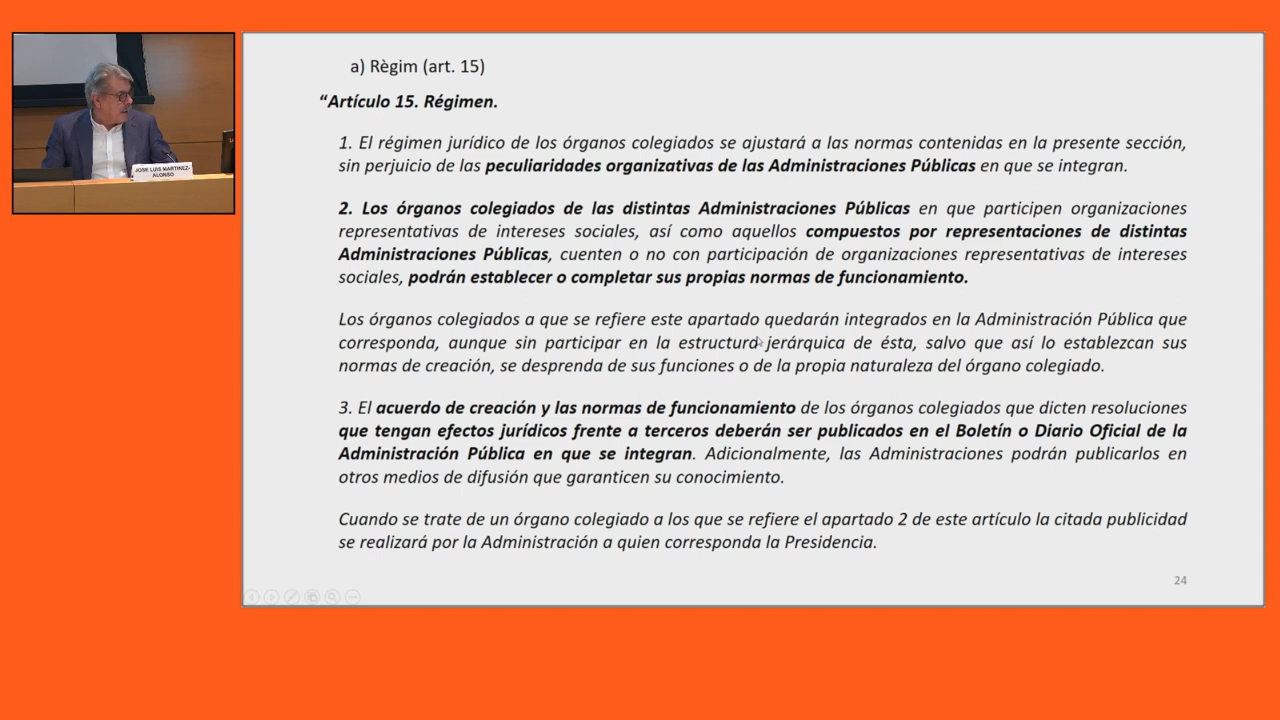 JOSE LUIS MARTINEZ-
ALONSO
a) Règim (art. 15)
“Artículo 15. Régimen.
1. El régimen jurídico de los órganos colegiados se ajustará a las normas contenidas en la presente sección,
sin perjuicio de las peculiaridades organizativas de las Administraciones Públicas en que se integran.
2. Los órganos colegiados de las distintas Administraciones Públicas en que participen organizaciones
representativas de intereses sociales, así como aquellos compuestos por representaciones de distintas
Administraciones Públicas, cuenten o no con participación de organizaciones representativas de intereses
sociales, podrán establecer o completar sus propias normas de funcionamiento.
Los órganos colegiados a que se refiere este apartado quedarán integrados en la Administración Pública que
corresponda, aunque sin participar en la estructura jerárquica de ésta, salvo que así lo establezcan sus
normas de creación, se desprenda de sus funciones o de la propia naturaleza del órgano colegiado.
3. El acuerdo de creación y las normas de funcionamiento de los órganos colegiados que dicten resoluciones
que tengan efectos jurídicos frente a terceros deberán ser publicados en el Boletín o Diario Oficial de la
Administración Pública en que se integran. Adicionalmente, las Administraciones podrán publicarlos en
otros medios de difusión que garanticen su conocimiento.
Cuando se trate de un órgano colegiado a los que se refiere el apartado 2 de este artículo la citada publicidad
se realizará por la Administración a quien corresponda la Presidencia.
24